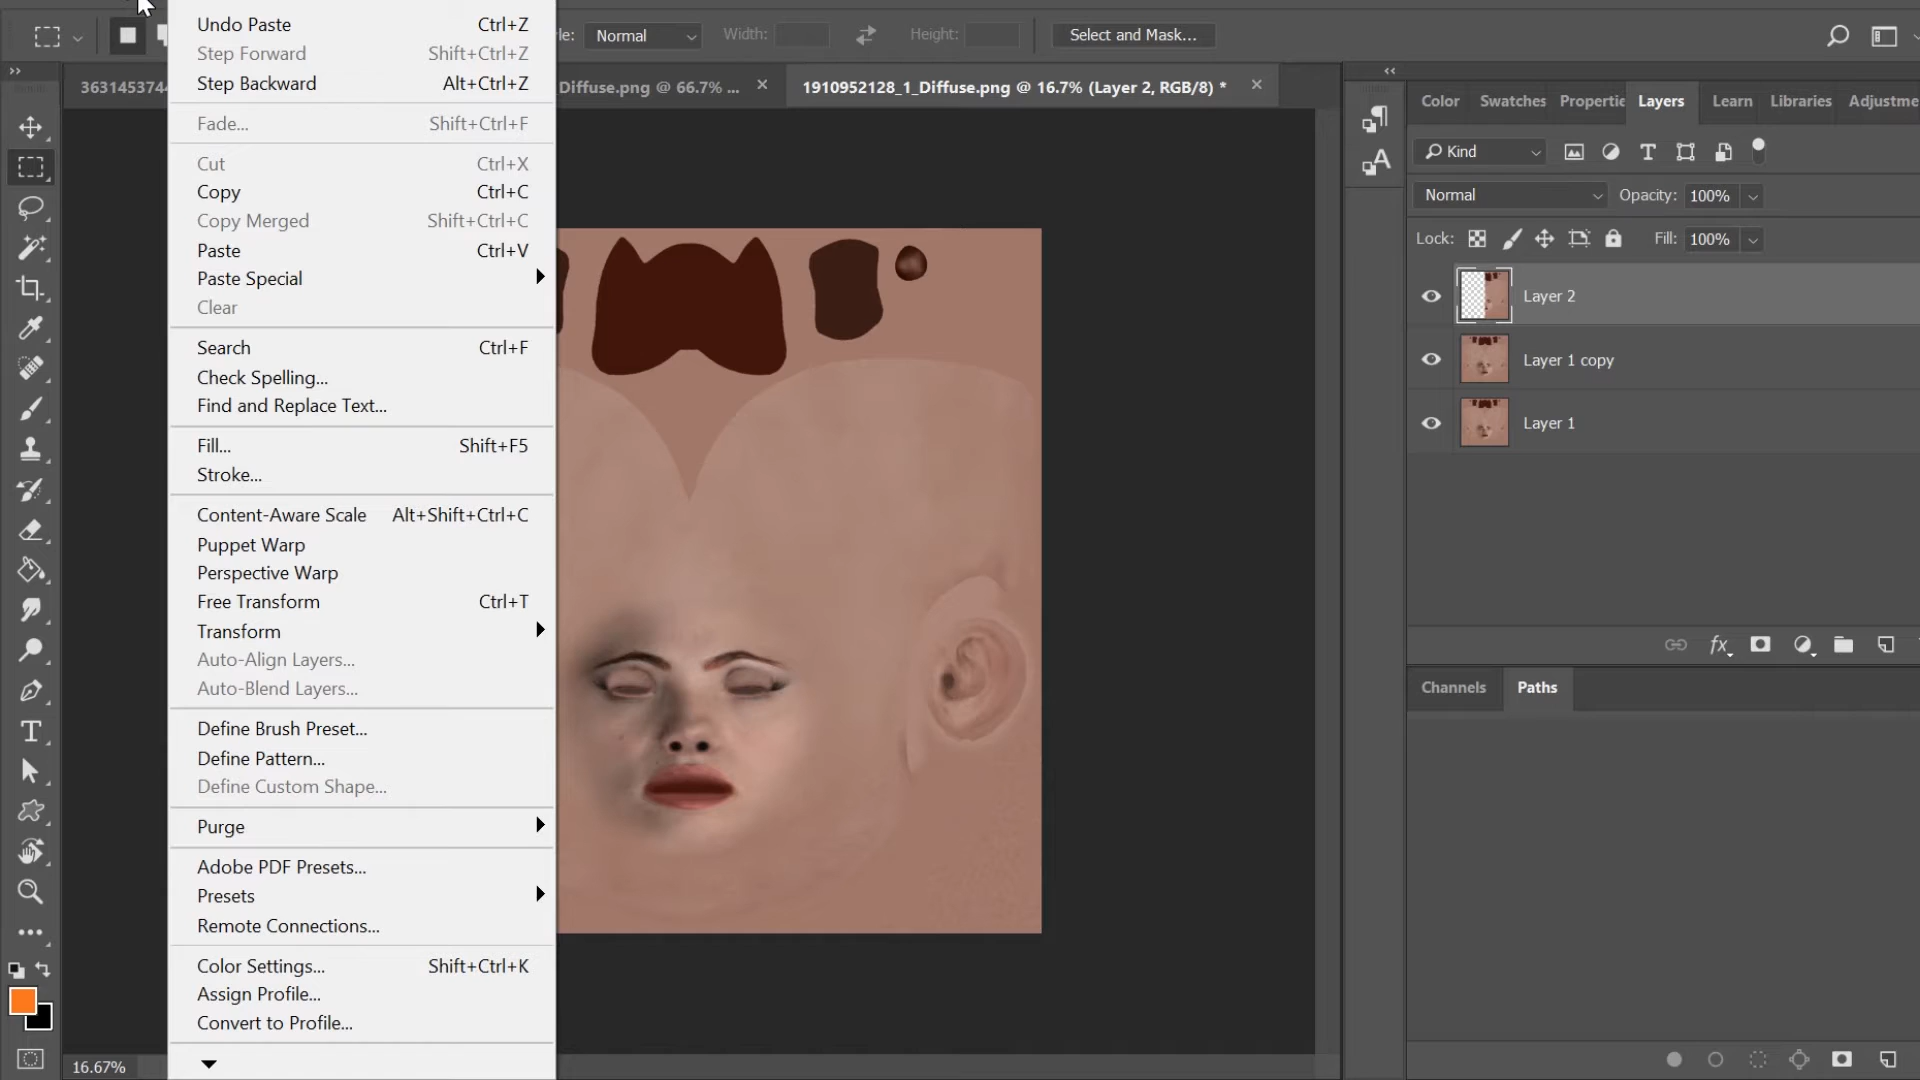 Undo Paste Ctrl+Z
Step Forward Shift+Ctrl+Z
Step Backward Alt+Ctrl+Z
Fade... Shift+Ctrl+F
Cut Ctrl+X
Copy Ctrl+C
Copy Merged Shift+Ctrl+C
Paste Ctrl+V
Paste Special
Clear
Search Ctrl+F
Check Spelling...
Find and Replace Text...
Fill... Shift+F5
Stroke...
Content-Aware Scale Alt+Shift+Ctrl+C
Puppet Warp
Perspective Warp
Free Transform Ctrl+T
Transform
Auto-Align Layers...
Auto-Blend Layers...
Define Brush Preset...
Define Pattern...
Define Custom Shape...
Purge
Adobe PDF Presets...
Presets
Remote Connections...
Color Settings... Shift+Ctrl+K
Assign Profile...
Convert to Profile...
le: Normal Width: Height: Select and Mask...
3631453744 Diffuse.png @ 66.7% ... 1910952128_1_Diffuse.png @ 16.7% (Layer 2, RGB/8) *
Color Swatches Propertie Layers Learn Libraries Adjustme
Kind
Normal Opacity: 100%
Lock: Fill: 100%
Layer 2
Layer 1 copy
Layer 1
Channels Paths
16.67%